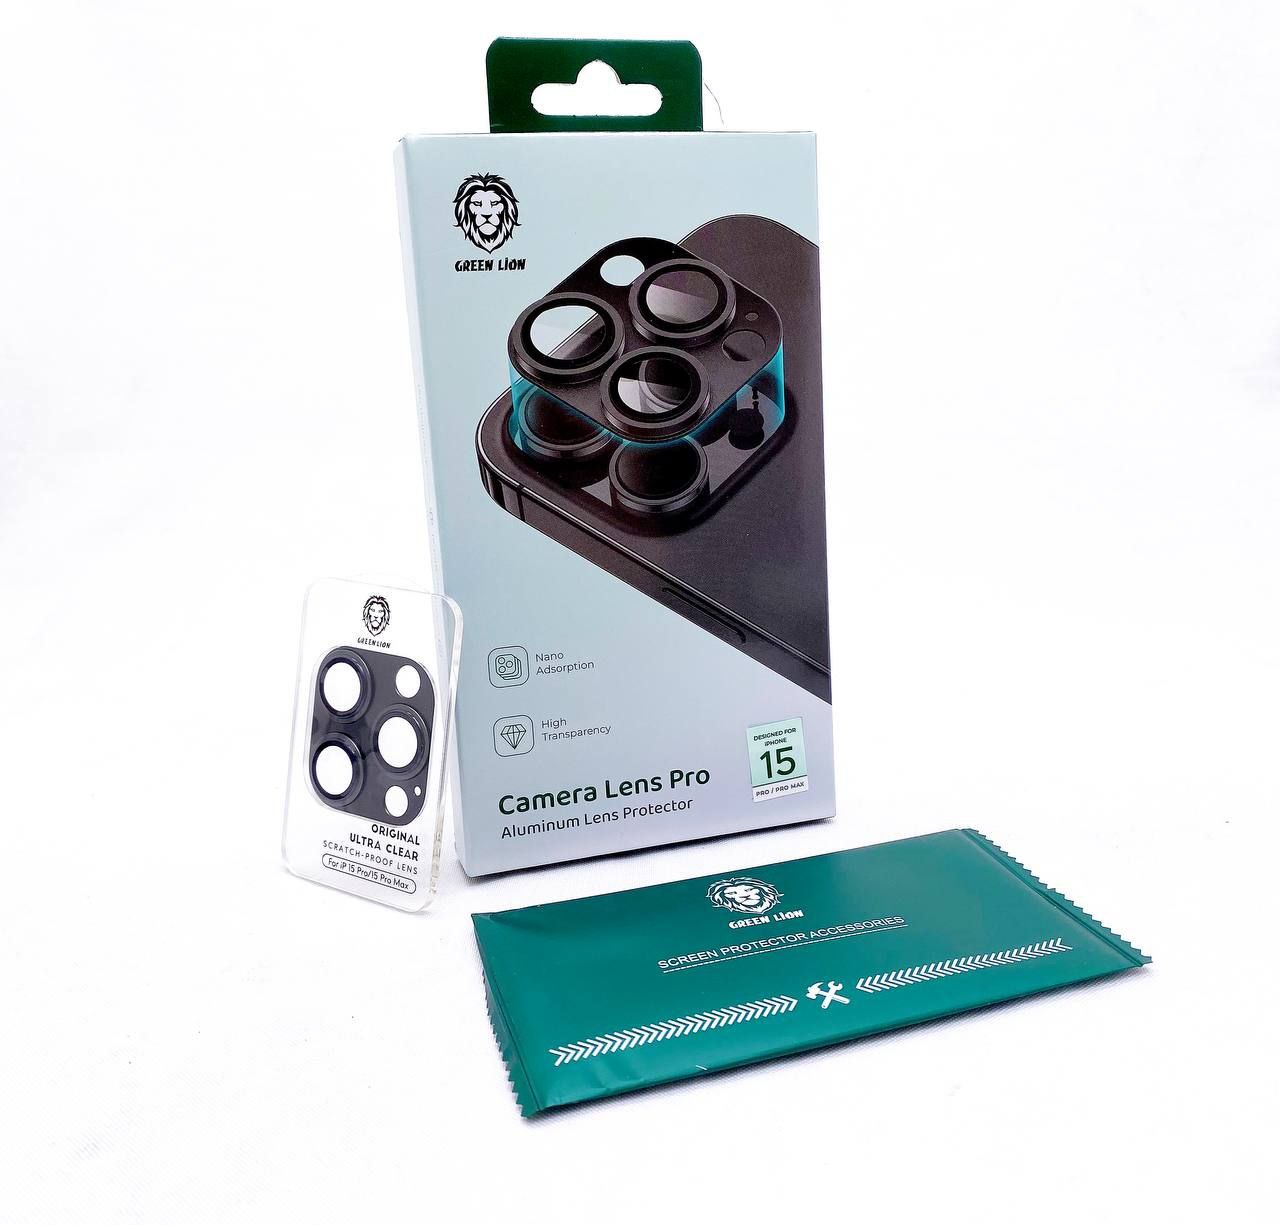 GREEN LION
Nano
Adsorption
High
Transparency
Camera Lens Pro
Aluminum Lens Protector
DESIGNED FOR
iPHONE
15
PRO / PRO MAX
GREEN LION
ORIGINAL
ULTRA CLEAR
SCRATCH-PROOF LENS
For iP 15 Pro/15 Pro Max
GREEN LION
SCREEN PROTECTOR ACCESSORIES